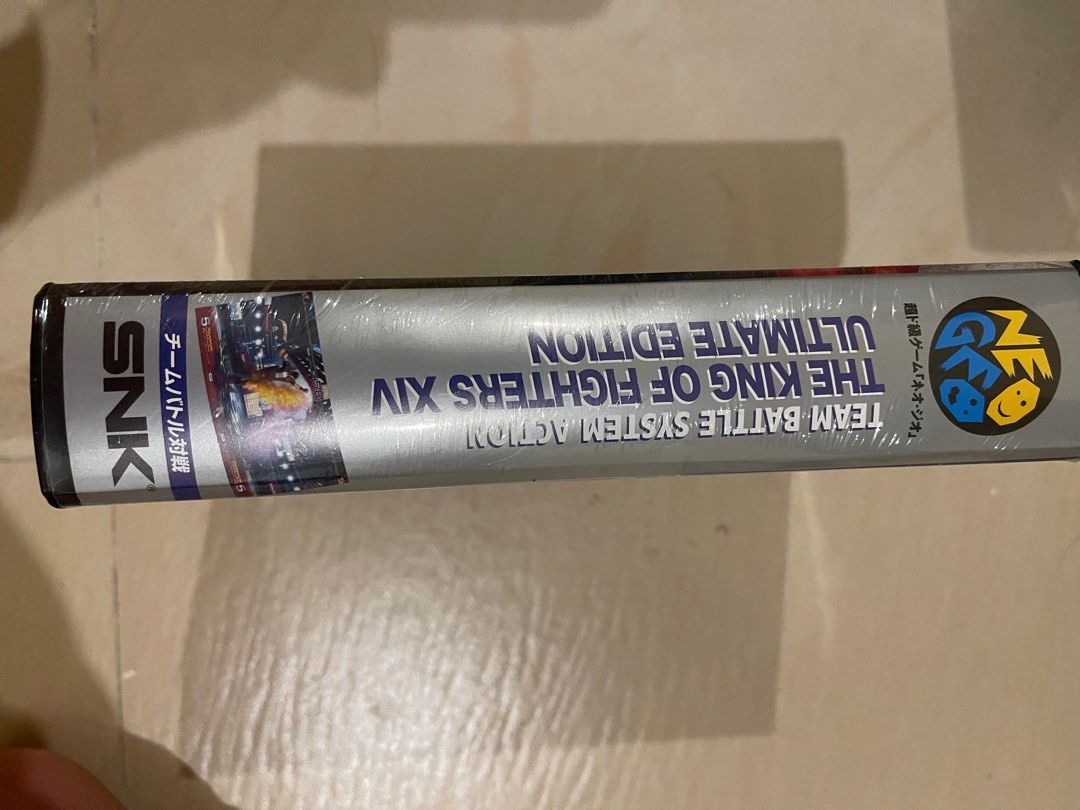 NEO
GEO
超ド級ゲーム「ネオ・ジオ」
TEAM BATTLE SYSTEM ACTION
THE KING OF FIGHTERS XIV
ULTIMATE EDITION
チームバトル対戦
SNK®